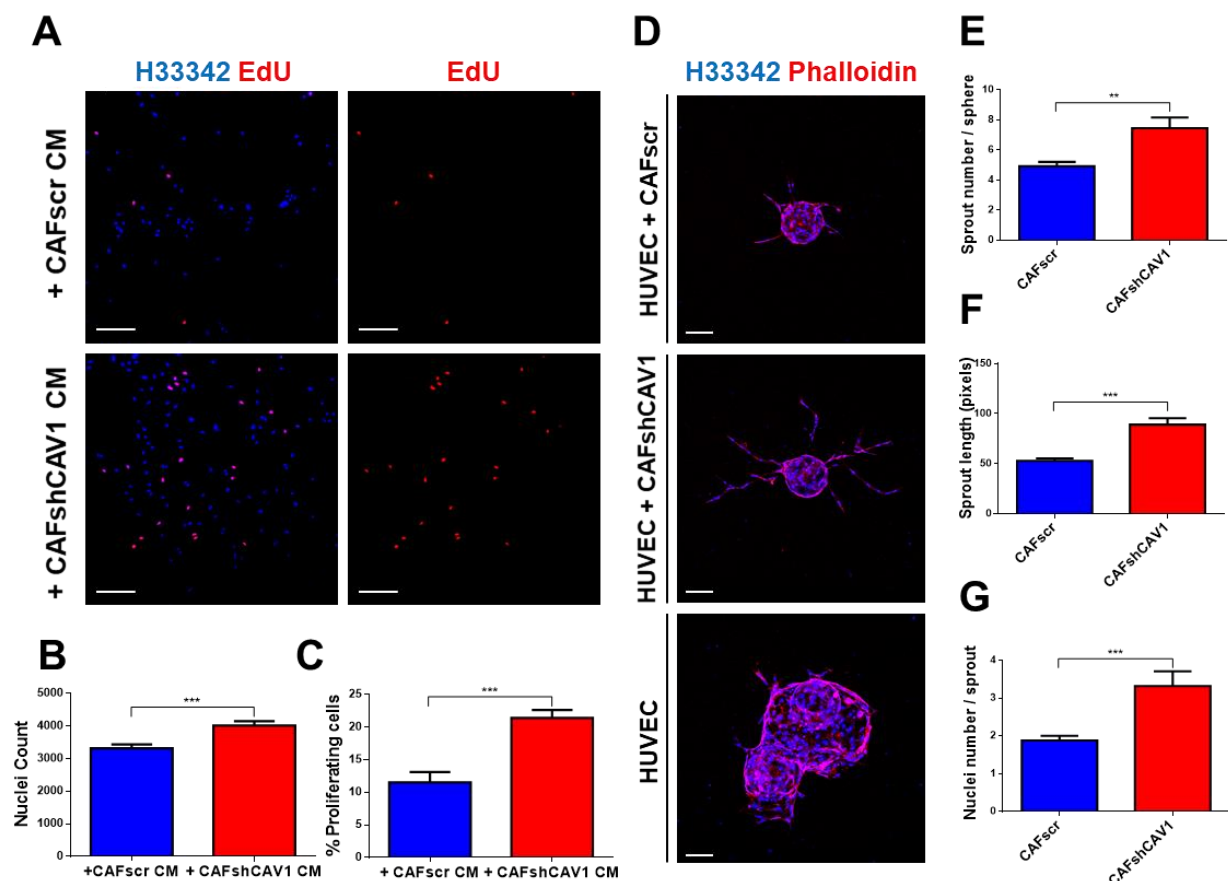 A
H33342 EdU
EdU
+ CAFscr CM
+ CAFshCAV1 CM
B
Nuclei Count
5000
4000
3000
2000
1000
0
***
+CAFscr CM
+ CAFshCAV1 CM
C
% Proliferating cells
25
20
15
10
5
0
***
+ CAFscr CM
+ CAFshCAV1 CM
D
H33342 Phalloidin
HUVEC + CAFscr
HUVEC + CAFshCAV1
HUVEC
E
Sprout number / sphere
10
8
6
4
2
0
**
CAFscr
CAFshCAV1
F
Sprout length (pixels)
150
100
50
0
***
CAFscr
CAFshCAV1
G
Nuclei number / sprout
4
3
2
1
0
***
CAFscr
CAFshCAV1